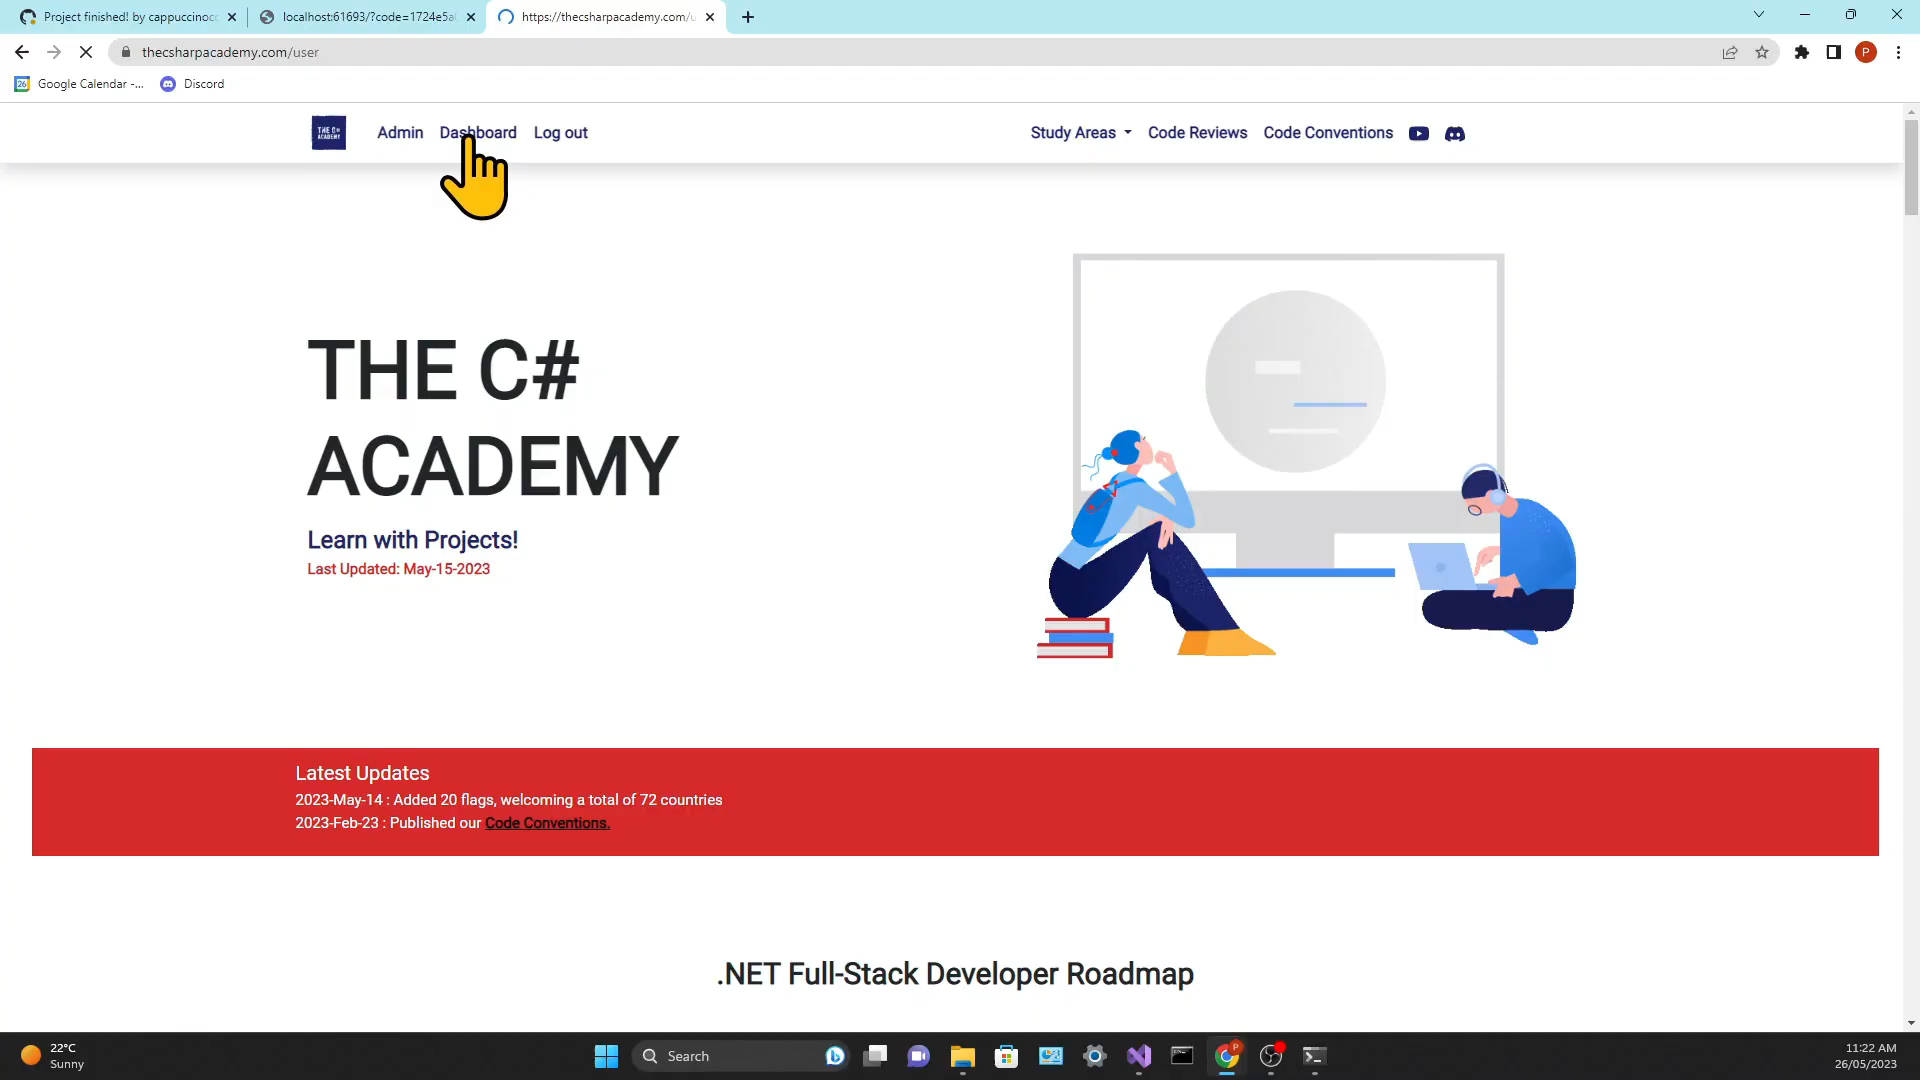 Project finished! by cappuccinoc
localhost:61693/?code=1724e5a
https://thecsharpacademy.com/u
thecsharpacademy.com/user
P
26 Google Calendar -...
Discord
THE C#
ACADEMY
Admin
Dashboard
Log out
Study Areas
Code Reviews
Code Conventions
THE C#
ACADEMY
Learn with Projects!
Last Updated: May-15-2023
Latest Updates
2023-May-14 : Added 20 flags, welcoming a total of 72 countries
2023-Feb-23 : Published our Code Conventions.
.NET Full-Stack Developer Roadmap
22°C
Sunny
Search
P
11:22 AM
26/05/2023